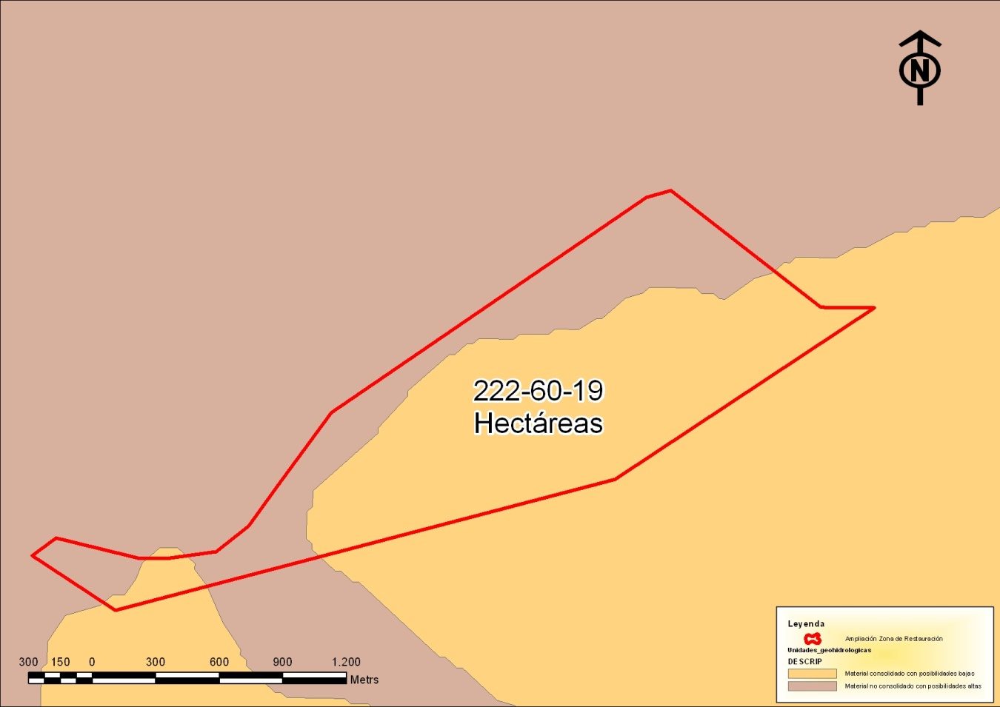 N
222-60-19
Hectáreas
300 150 0 300 600 900 1.200
Metrs
Leyenda
Ampliación Zona de Restauración
Unidades_geohidrologicas
DESCRIP
Material consolidado con posibilidades bajas
Material no consolidado con posibilidades altas